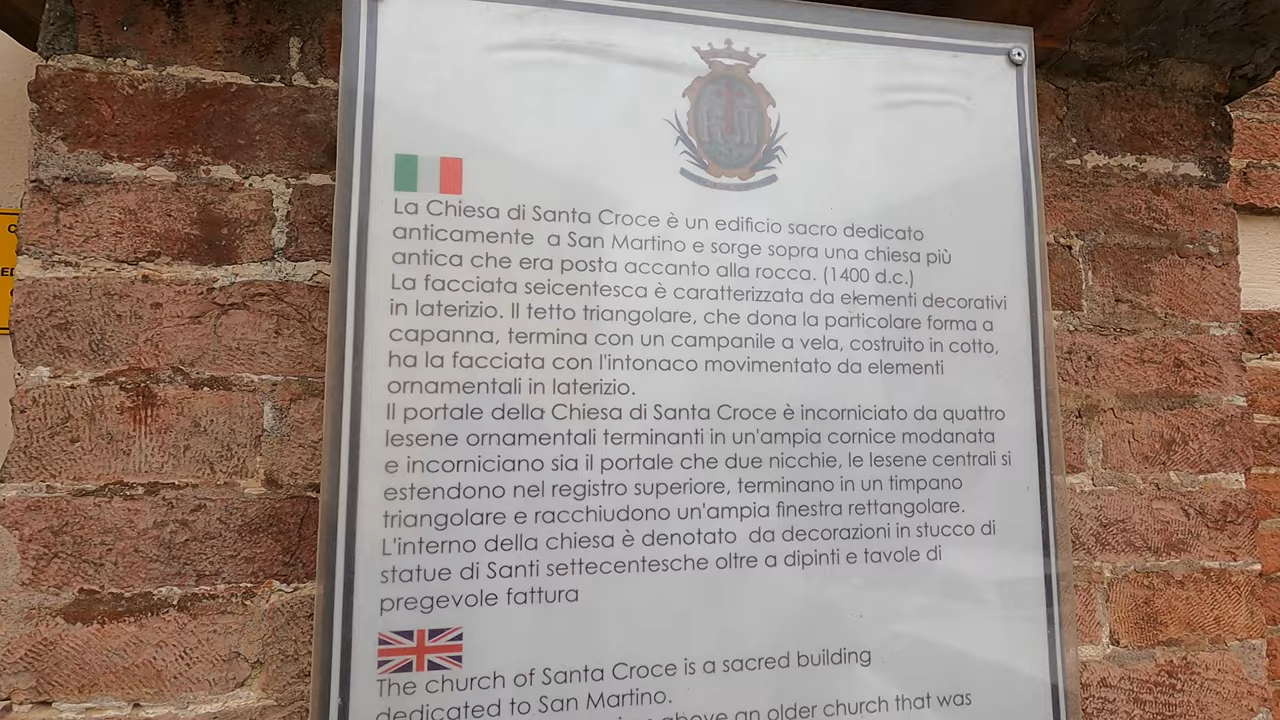 La Chiesa di Santa Croce è un edificio sacro dedicato
anticamente a San Martino e sorge sopra una chiesa più
antica che era posta accanto alla rocca. (1400 d.c.)
La facciata seicentesca è caratterizzata da elementi decorativi
in laterizio. Il tetto triangolare, che dona la particolare forma a
capanna, termina con un campanile a vela, costruito in cotto,
ha la facciata con l'intonaco movimentato da elementi
ornamentali in laterizio.
Il portale della Chiesa di Santa Croce è incorniciato da quattro
lesene ornamentali terminanti in un'ampia cornice modanata
e incorniciano sia il portale che due nicchie, le lesene centrali si
estendono nel registro superiore, terminano in un timpano
triangolare e racchiudono un'ampia finestra rettangolare.
L'interno della chiesa è denotato da decorazioni in stucco di
statue di Santi settecentesche oltre a dipinti e tavole di
pregevole fattura
The church of Santa Croce is a sacred building
dedicated to San Martino.
above an older church that was